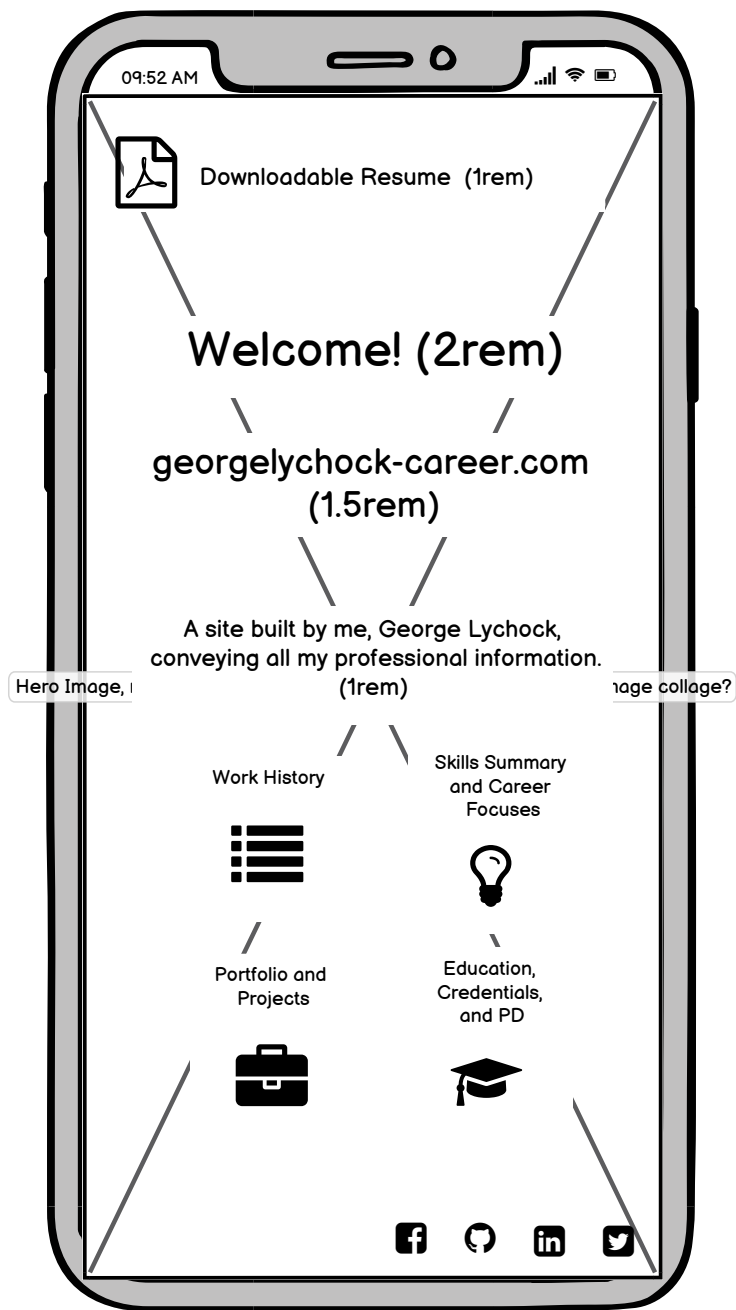 09:52 AM
Downloadable Resume (1rem)
Welcome! (2rem)
georgelychock-career.com
(1.5rem)
A site built by me, George Lychock,
conveying all my professional information.
(1rem)
Hero Image,
collage?
Work History
Skills Summary
and Career
Focuses
Portfolio and
Projects
Education,
Credentials,
and PD
in